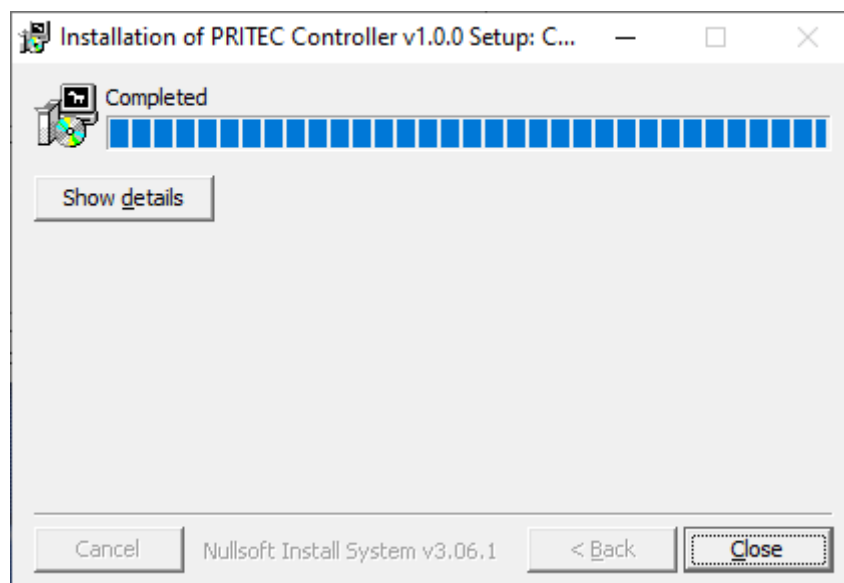 Installation of PRITEC Controller v1.0.0 Setup: C...
Completed
Show details
Cancel
Nullsoft Install System v3.06.1
< Back
Close